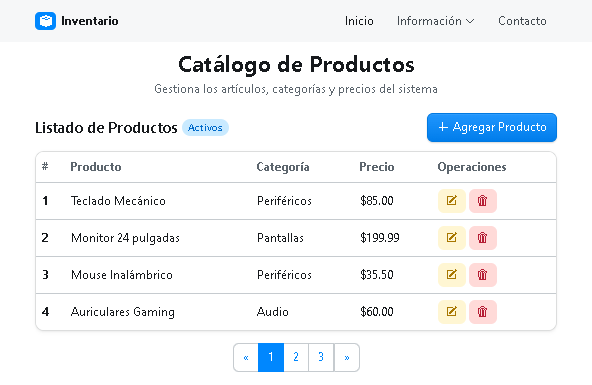 Inventario Inicio Información Contacto
Catálogo de Productos
Gestiona los artículos, categorías y precios del sistema
Listado de Productos Activos + Agregar Producto
# Producto Categoría Precio Operaciones
1 Teclado Mecánico Periféricos $85.00
2 Monitor 24 pulgadas Pantallas $199.99
3 Mouse Inalámbrico Periféricos $35.50
4 Auriculares Gaming Audio $60.00
« 1 2 3 »